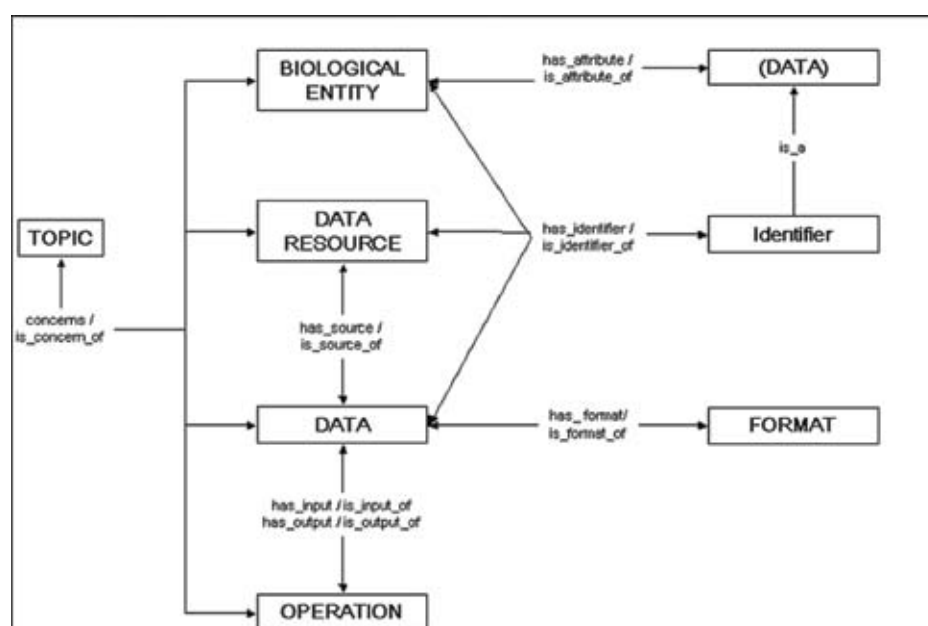 BIOLOGICAL
ENTITY
has_attribute /
is_attribute_of
(DATA)
is_a
TOPIC
DATA
RESOURCE
has_identifier /
is_identifier_of
Identifier
concerns /
is_concern_of
has_source /
is_source_of
DATA
has_format/
is_format_of
FORMAT
has_input / is_input_of
has_output / is_output_of
OPERATION